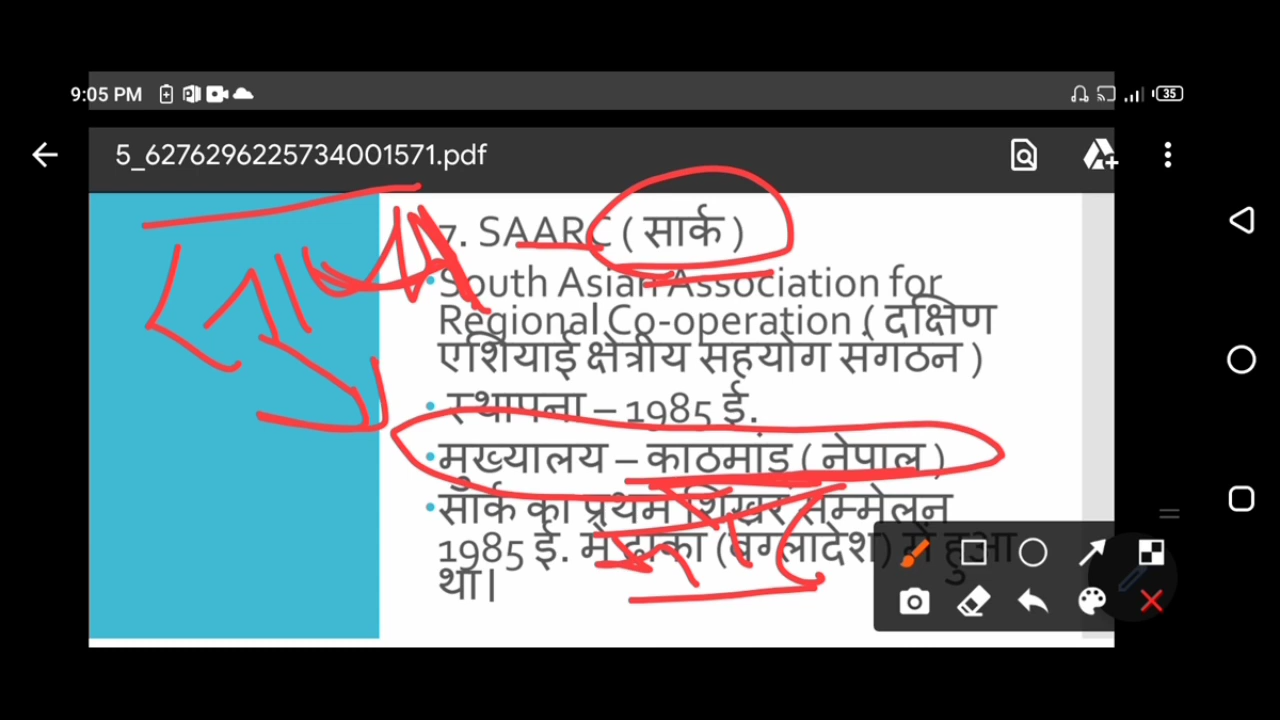 9:05 PM 35
5_6276296225734001571.pdf
7. SAARC ( सार्क )
South Asian Association for
Regional Co-operation ( दक्षिण
एशियाई क्षेत्रीय सहयोग संगठन )
स्थापना – 1985 ई.
मुख्यालय – काठमांडू ( नेपाल )
सार्क का प्रथम शिखर सम्मेलन
1985 ई. में ढाका (बंग्लादेश) में हुआ
था|